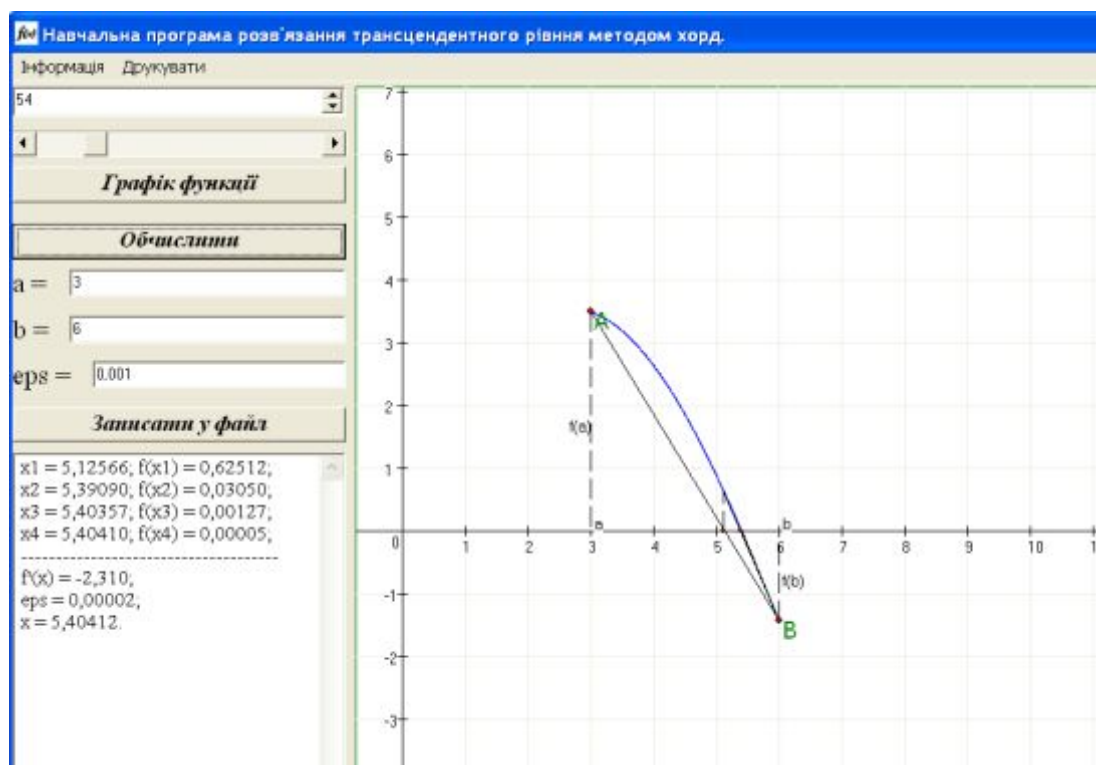 f(x) Навчальна програма розв'язання трансцендентного рівння методом хорд.
Інформація Друкувати
54
Графік функції
Обчислити
a = 3
b = 6
eps = 0.001
Записати у файл
x1 = 5,12566; f(x1) = 0,62512;
x2 = 5,39090; f(x2) = 0,03050;
x3 = 5,40357; f(x3) = 0,00127;
x4 = 5,40410; f(x4) = 0,00005;
--------------------------------------
f'(x) = -2,310;
eps = 0,00002;
x = 5,40412.
7
6
5
4
3
2
1
-1
-2
-3
A
f(a)
a
b
0 1 2 3 4 5 6 7 8 9 10
f(b)
B